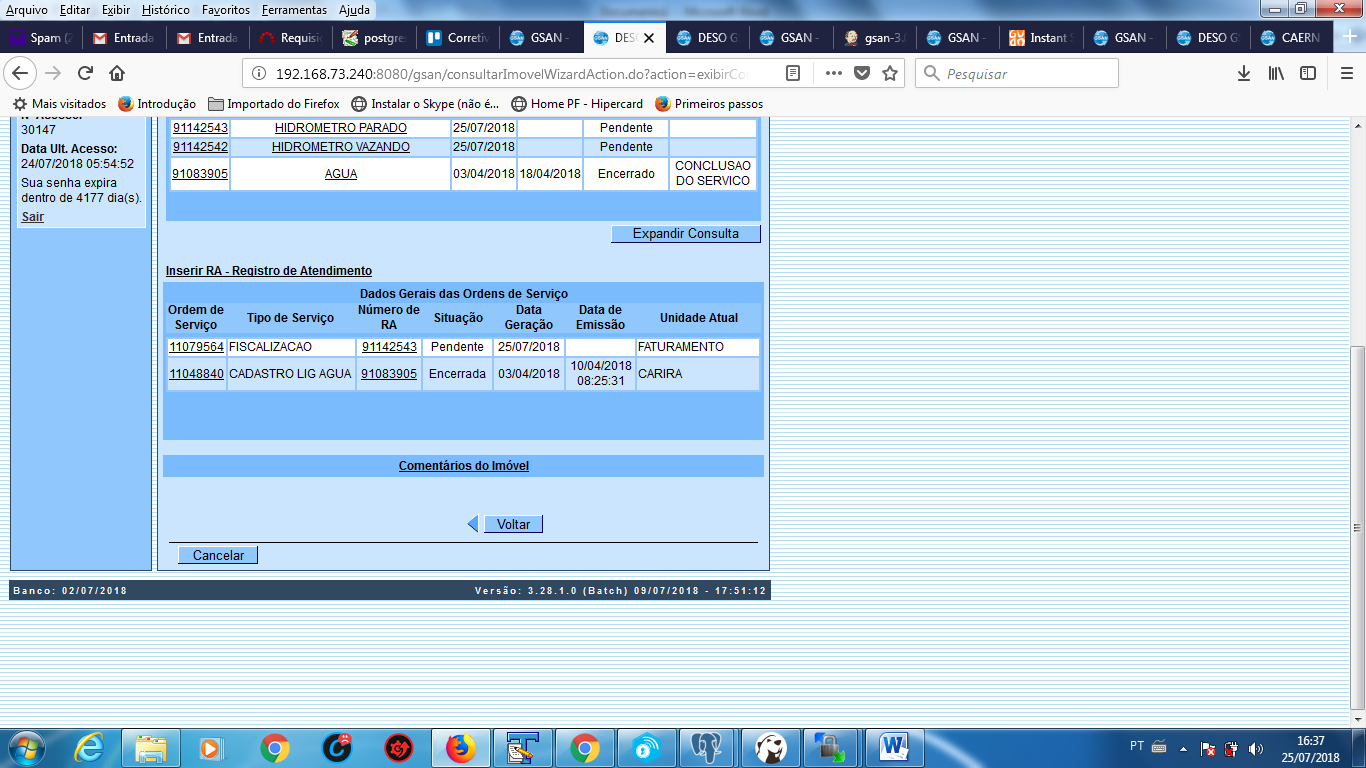 Arquivo Editar Exibir Histórico Favoritos Ferramentas Ajuda
Spam (2 Entrada Entrada Requisi postgre Corretiv GSAN - DESO DESO G GSAN - gsan-3. GSAN - Instant S GSAN - DESO G CAERN
192.168.73.240:8080/gsan/consultarImovelWizardAction.do?action=exibirCo Pesquisar
Mais visitados Introdução Importado do Firefox Instalar o Skype (não é... Home PF - Hipercard Primeiros passos
30147
Data Ult. Acesso:
24/07/2018 05:54:52
Sua senha expira
dentro de 4177 dia(s).
Sair
91142543 HIDROMETRO PARADO 25/07/2018 Pendente
91142542 HIDROMETRO VAZANDO 25/07/2018 Pendente
91083905 AGUA 03/04/2018 18/04/2018 Encerrado CONCLUSAO
DO SERVICO
Expandir Consulta
Inserir RA - Registro de Atendimento
Dados Gerais das Ordens de Serviço
Ordem de Serviço Tipo de Serviço Número de RA Situação Data Geração Data de Emissão Unidade Atual
11079564 FISCALIZACAO 91142543 Pendente 25/07/2018 FATURAMENTO
11048840 CADASTRO LIG AGUA 91083905 Encerrada 03/04/2018 10/04/2018 08:25:31 CARIRA
Comentários do Imóvel
Voltar
Cancelar
Banco: 02/07/2018 Versão: 3.28.1.0 (Batch) 09/07/2018 - 17:51:12
PT 16:37
25/07/2018